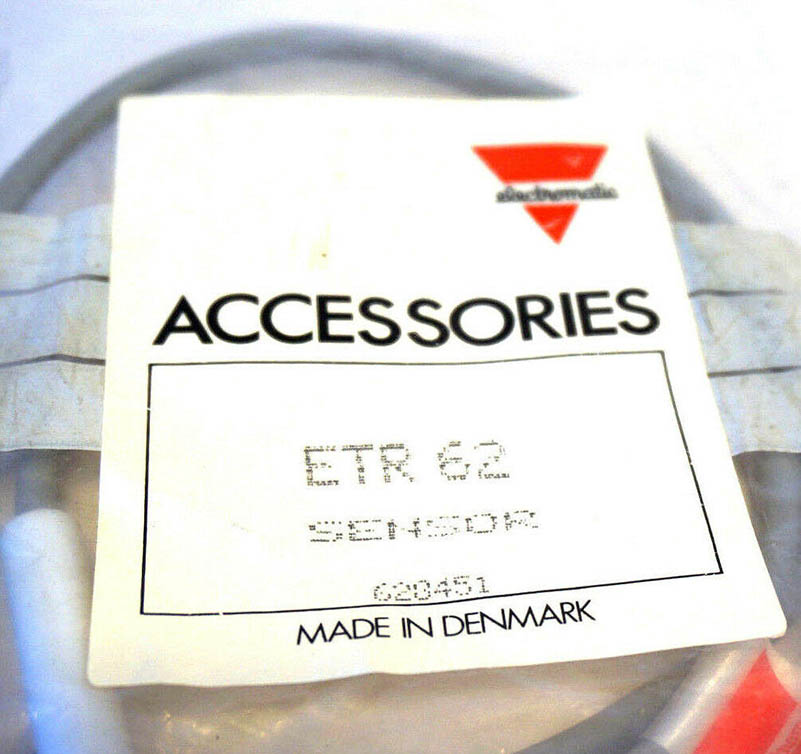 electromatic
ACCESSORIES
ETR 62
SENSOR
620451
MADE IN DENMARK